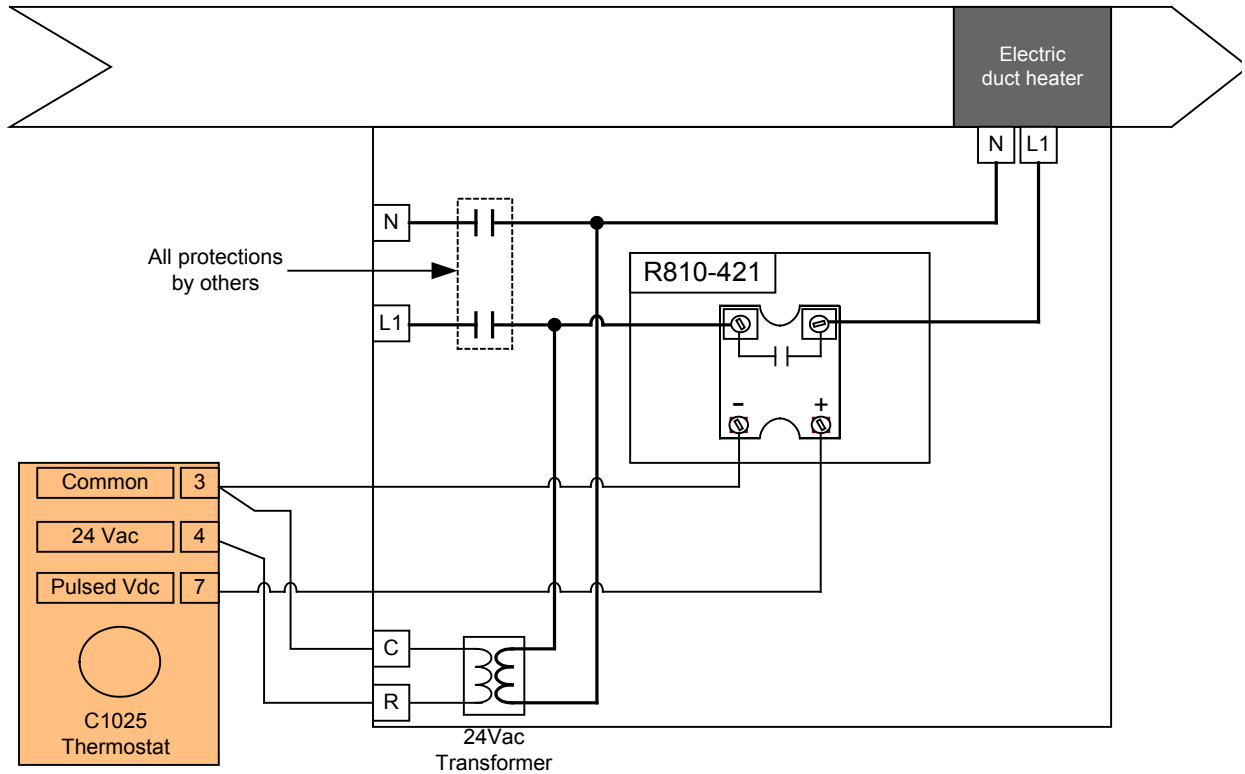 Electric
duct heater
N
L1
N
All protections
by others
L1
R810-421
-
+
Common
3
24 Vac
4
Pulsed Vdc
7
C
R
C1025
Thermostat
24Vac
Transformer